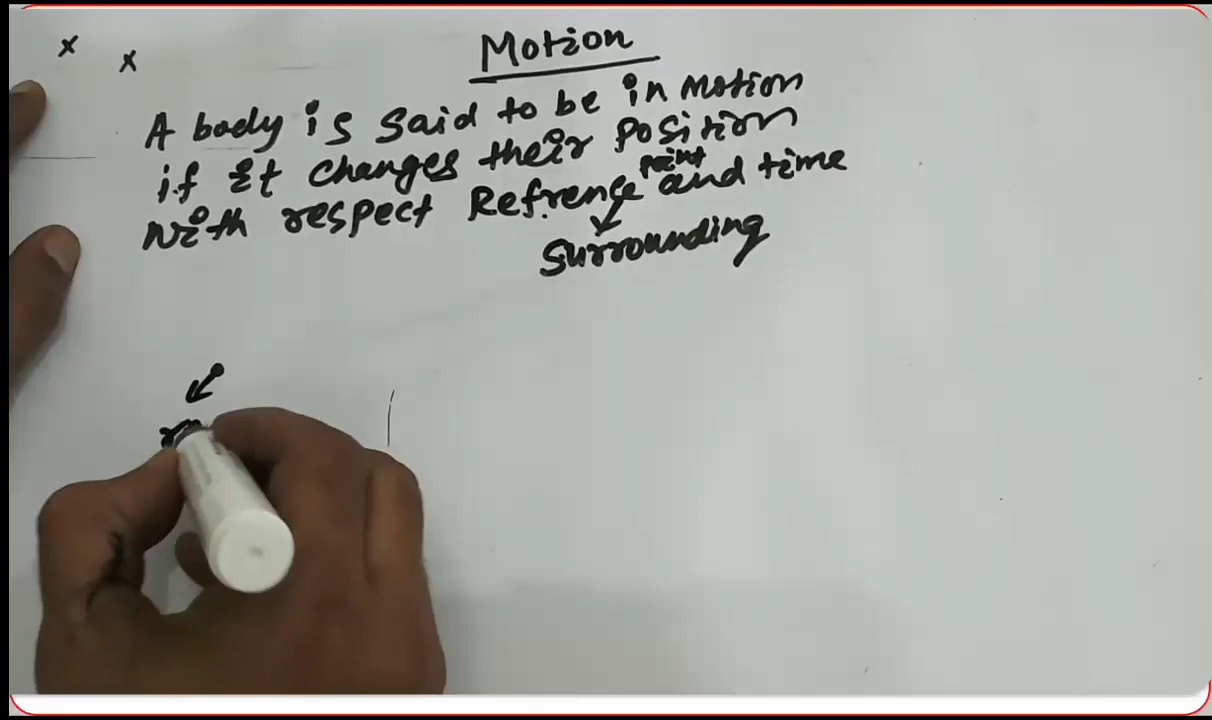 Motion
A body is said to be in Motion
if it changes their Position
with respect Refrence point and time
Surrounding